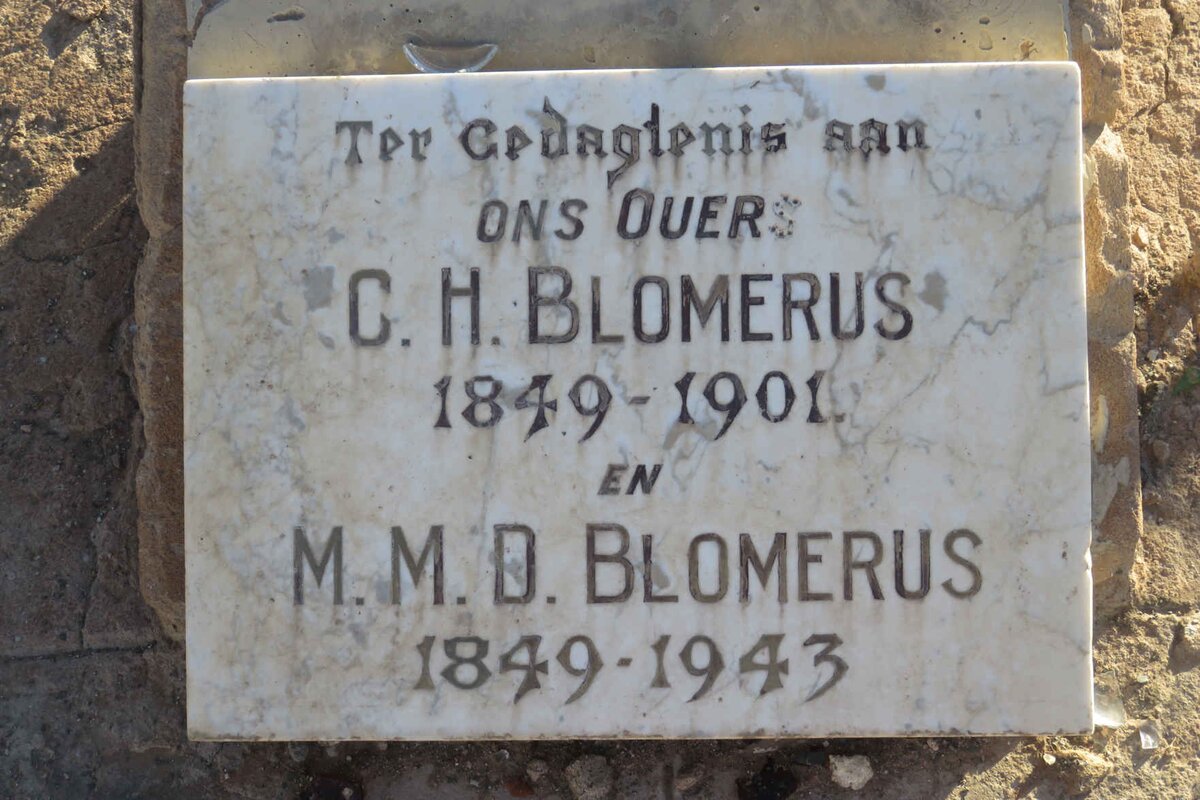 Ter Gedagtenis aan
ONS OUERS
C. H. BLOMERUS
1849 - 1901.
EN
M. M. D. BLOMERUS
1849 - 1943